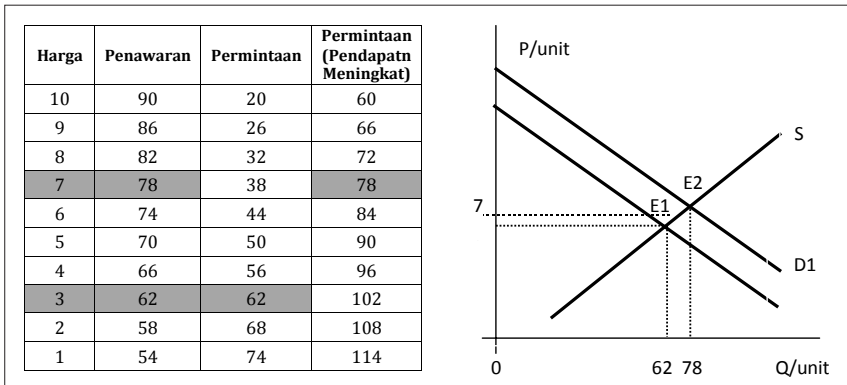 Harga Penawaran Permintaan Permintaan
(Pendapatn
Meningkat)
10 90 20 60
9 86 26 66
8 82 32 72
7 78 38 78
6 74 44 84
5 70 50 90
4 66 56 96
3 62 62 102
2 58 68 108
1 54 74 114
P/unit
S
E2
E1
7
D1
0 62 78 Q/unit